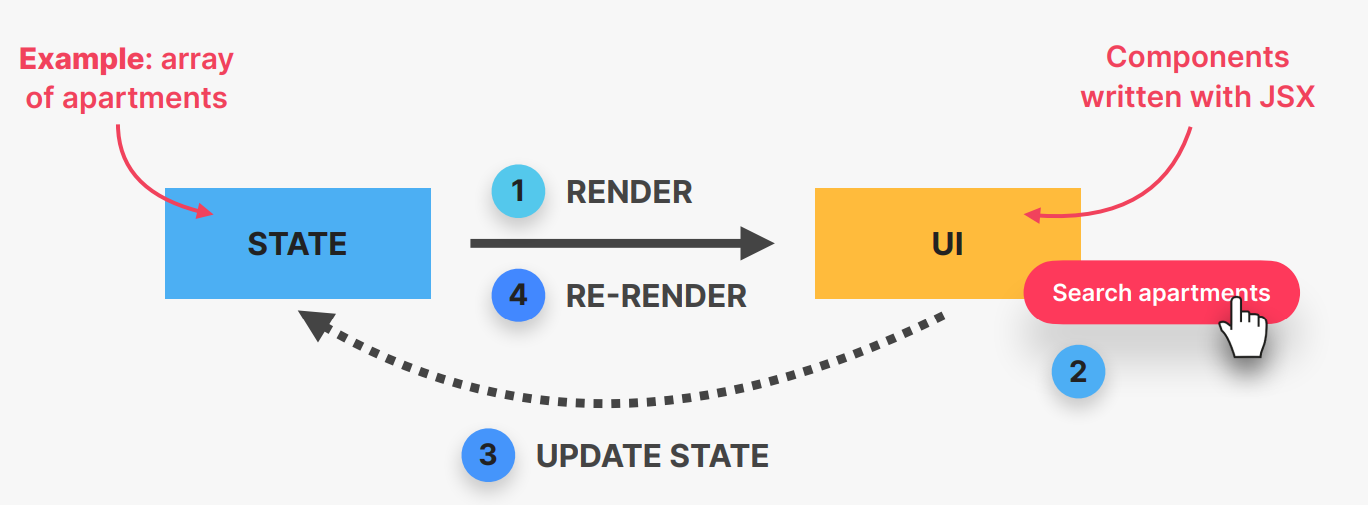 Example: array
of apartments
Components
written with JSX
1 RENDER
STATE
UI
4 RE-RENDER
Search apartments
2
3 UPDATE STATE